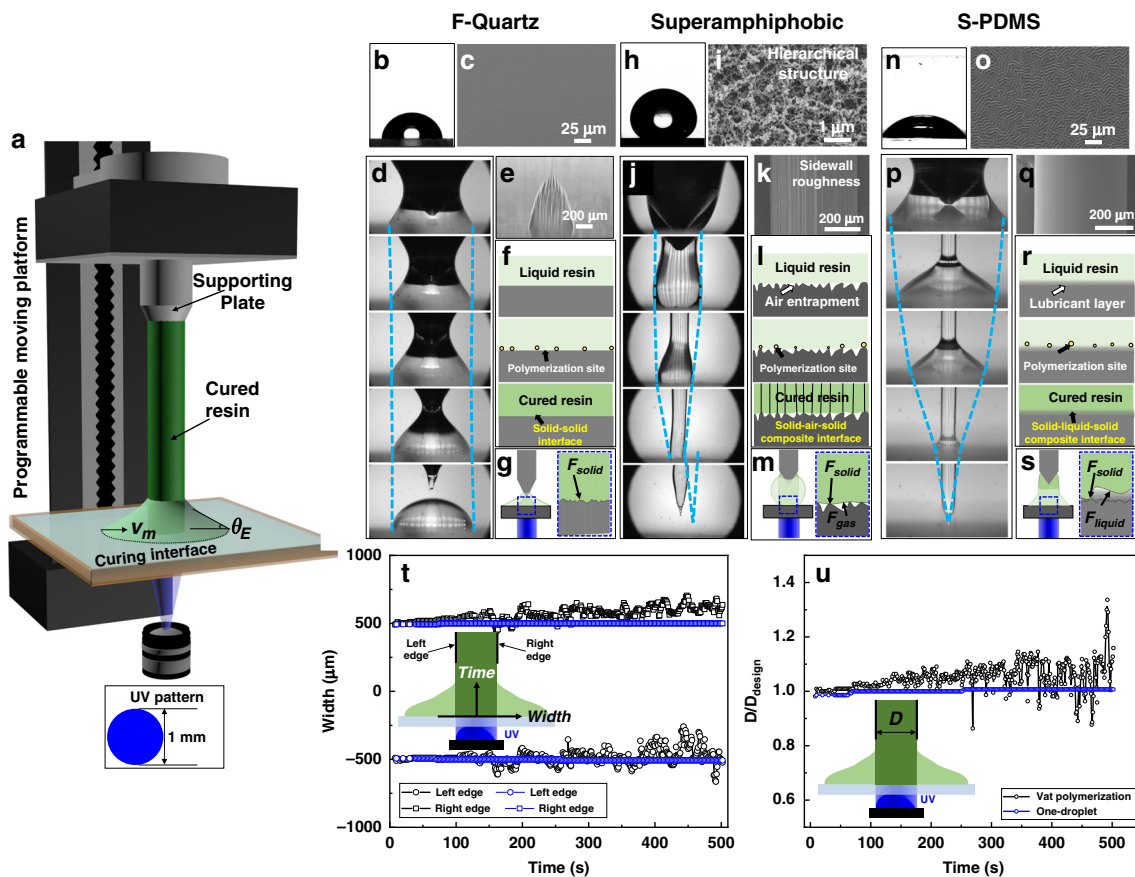 F-Quartz
Superamphiphobic
S-PDMS
a
Programmable moving platform
Supporting
Plate
Cured
resin
v_m
θ_E
Curing interface
UV pattern
1 mm
b
c
25 μm
h
i
Hierarchical
structure
1 μm
n
o
25 μm
d
e
200 μm
j
k
Sidewall
roughness
200 μm
p
q
200 μm
f
Liquid resin
Polymerization site
Cured resin
Solid-solid
interface
l
Liquid resin
Air entrapment
Polymerization site
Cured resin
Solid-air-solid
composite interface
r
Liquid resin
Lubricant layer
Polymerization site
Cured resin
Solid-liquid-solid
composite interface
g
F_solid
m
F_solid
F_gas
s
F_solid
F_liquid
t
1000
500
0
−500
−1000
Width (μm)
Left
edge
Right
edge
Time
Width
UV
Left edge
Left edge
Right edge
Right edge
0
100
200
300
400
500
Time (s)
u
1.4
1.2
1.0
0.8
0.6
D/D_design
D
UV
Vat polymerization
One-droplet
0
100
200
300
400
500
Time (s)